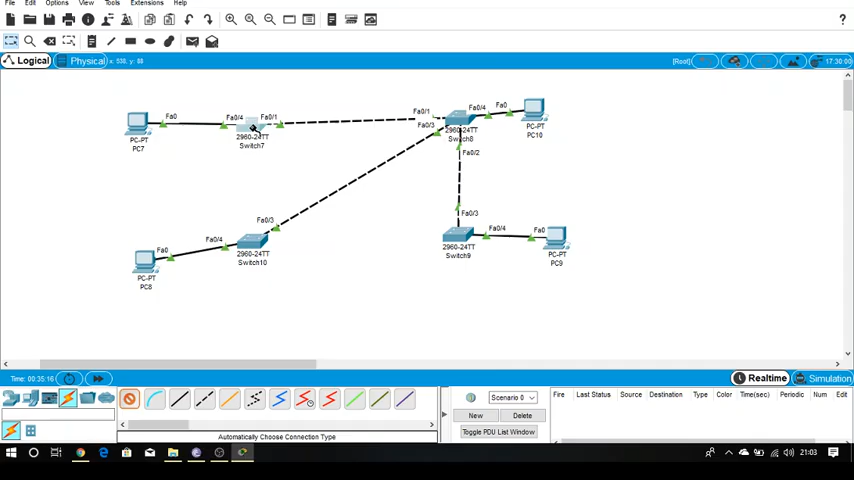 File Edit Options View Tools Extensions Window Help
Logical Physical x: 538, y: 89 [Root] 17:30:00
Fa0 Fa0/4 Fa0/1 Fa0/1 Fa0/4 Fa0
PC-PT
PC7
2960-24TT
Switch7
Fa0/3
2960-24TT
Switch8
PC-PT
PC10
Fa0/2
Fa0/3
Fa0/3
Fa0/4 Fa0
Fa0 Fa0/4
2960-24TT
Switch10
2960-24TT
Switch9
PC-PT
PC9
PC-PT
PC8
Time: 00:35:16 Realtime Simulation
Scenario 0
New Delete
Toggle PDU List Window
Fire Last Status Source Destination Type Color Time(sec) Periodic Num Edit
Automatically Choose Connection Type
21:03